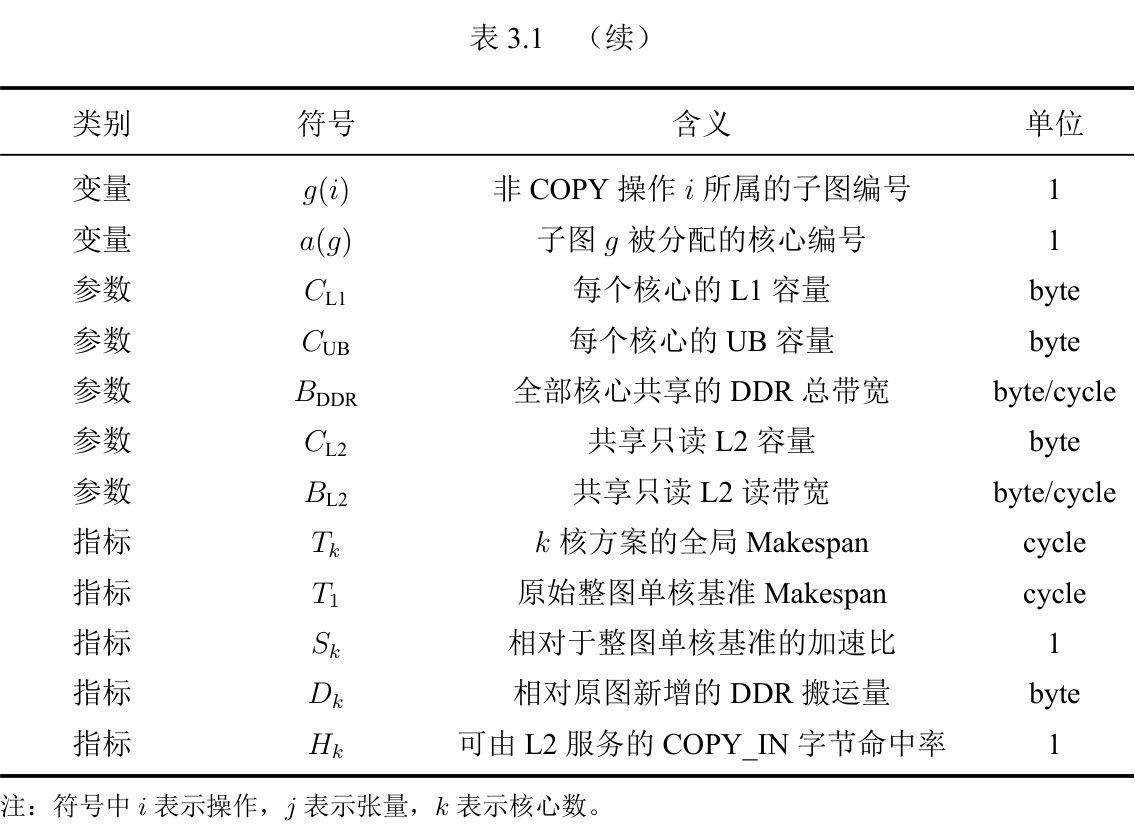 表 3.1 （续）
类别 符号 含义 单位
变量 g(i) 非 COPY 操作 i 所属的子图编号 1
变量 a(g) 子图 g 被分配的核心编号 1
参数 C_L1 每个核心的 L1 容量 byte
参数 C_UB 每个核心的 UB 容量 byte
参数 B_DDR 全部核心共享的 DDR 总带宽 byte/cycle
参数 C_L2 共享只读 L2 容量 byte
参数 B_L2 共享只读 L2 读带宽 byte/cycle
指标 T_k k 核方案的全局 Makespan cycle
指标 T_1 原始整图单核基准 Makespan cycle
指标 S_k 相对于整图单核基准的加速比 1
指标 D_k 相对原图新增的 DDR 搬运量 byte
指标 H_k 可由 L2 服务的 COPY_IN 字节命中率 1
注：符号中 i 表示操作，j 表示张量，k 表示核心数。